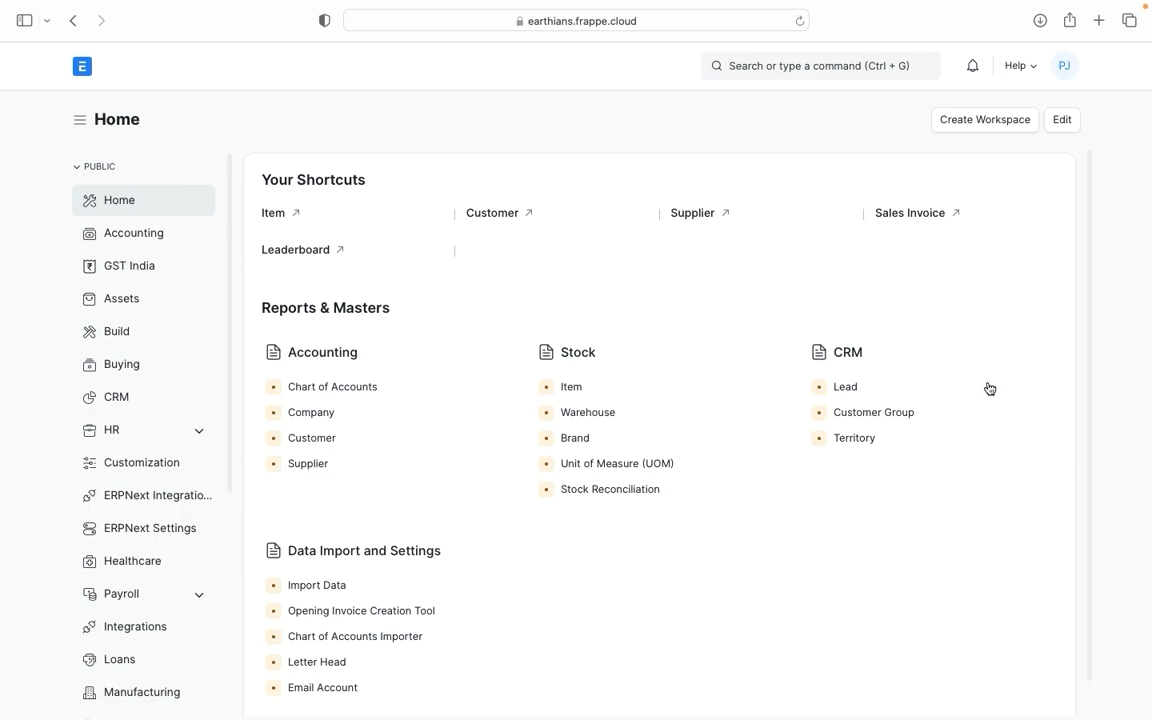 earthians.frappe.cloud
E
Search or type a command (Ctrl + G)
Help
PJ
Home
Create Workspace
Edit
PUBLIC
Home
Accounting
GST India
Assets
Build
Buying
CRM
HR
Customization
ERPNext Integratio...
ERPNext Settings
Healthcare
Payroll
Integrations
Loans
Manufacturing
Your Shortcuts
Item
Customer
Supplier
Sales Invoice
Leaderboard
Reports & Masters
Accounting
Chart of Accounts
Company
Customer
Supplier
Stock
Item
Warehouse
Brand
Unit of Measure (UOM)
Stock Reconciliation
CRM
Lead
Customer Group
Territory
Data Import and Settings
Import Data
Opening Invoice Creation Tool
Chart of Accounts Importer
Letter Head
Email Account